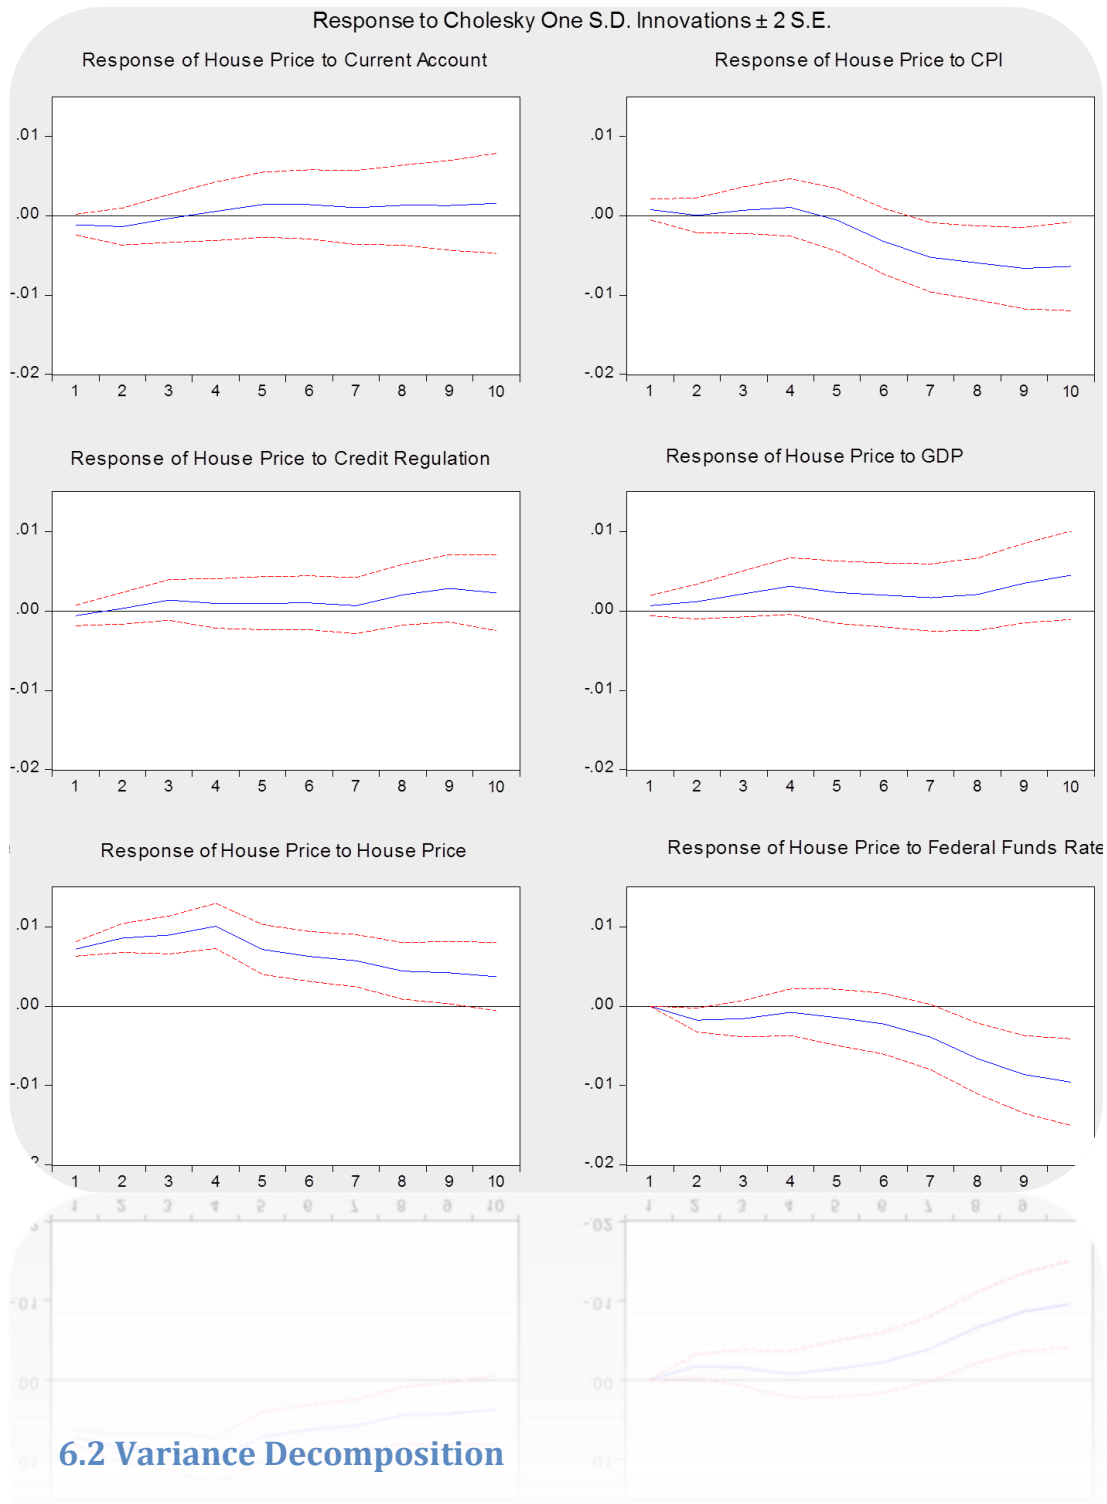 Response to Cholesky One S.D. Innovations ± 2 S.E.
Response of House Price to Current Account
.01
.00
-.01
-.02
1 2 3 4 5 6 7 8 9 10
Response of House Price to CPI
.01
.00
-.01
-.02
1 2 3 4 5 6 7 8 9 10
Response of House Price to Credit Regulation
.01
.00
-.01
-.02
1 2 3 4 5 6 7 8 9 10
Response of House Price to GDP
.01
.00
-.01
-.02
1 2 3 4 5 6 7 8 9 10
Response of House Price to House Price
.01
.00
-.01
1 2 3 4 5 6 7 8 9 10
Response of House Price to Federal Funds Rate
.01
.00
-.01
-.02
1 2 3 4 5 6 7 8 9
6.2 Variance Decomposition